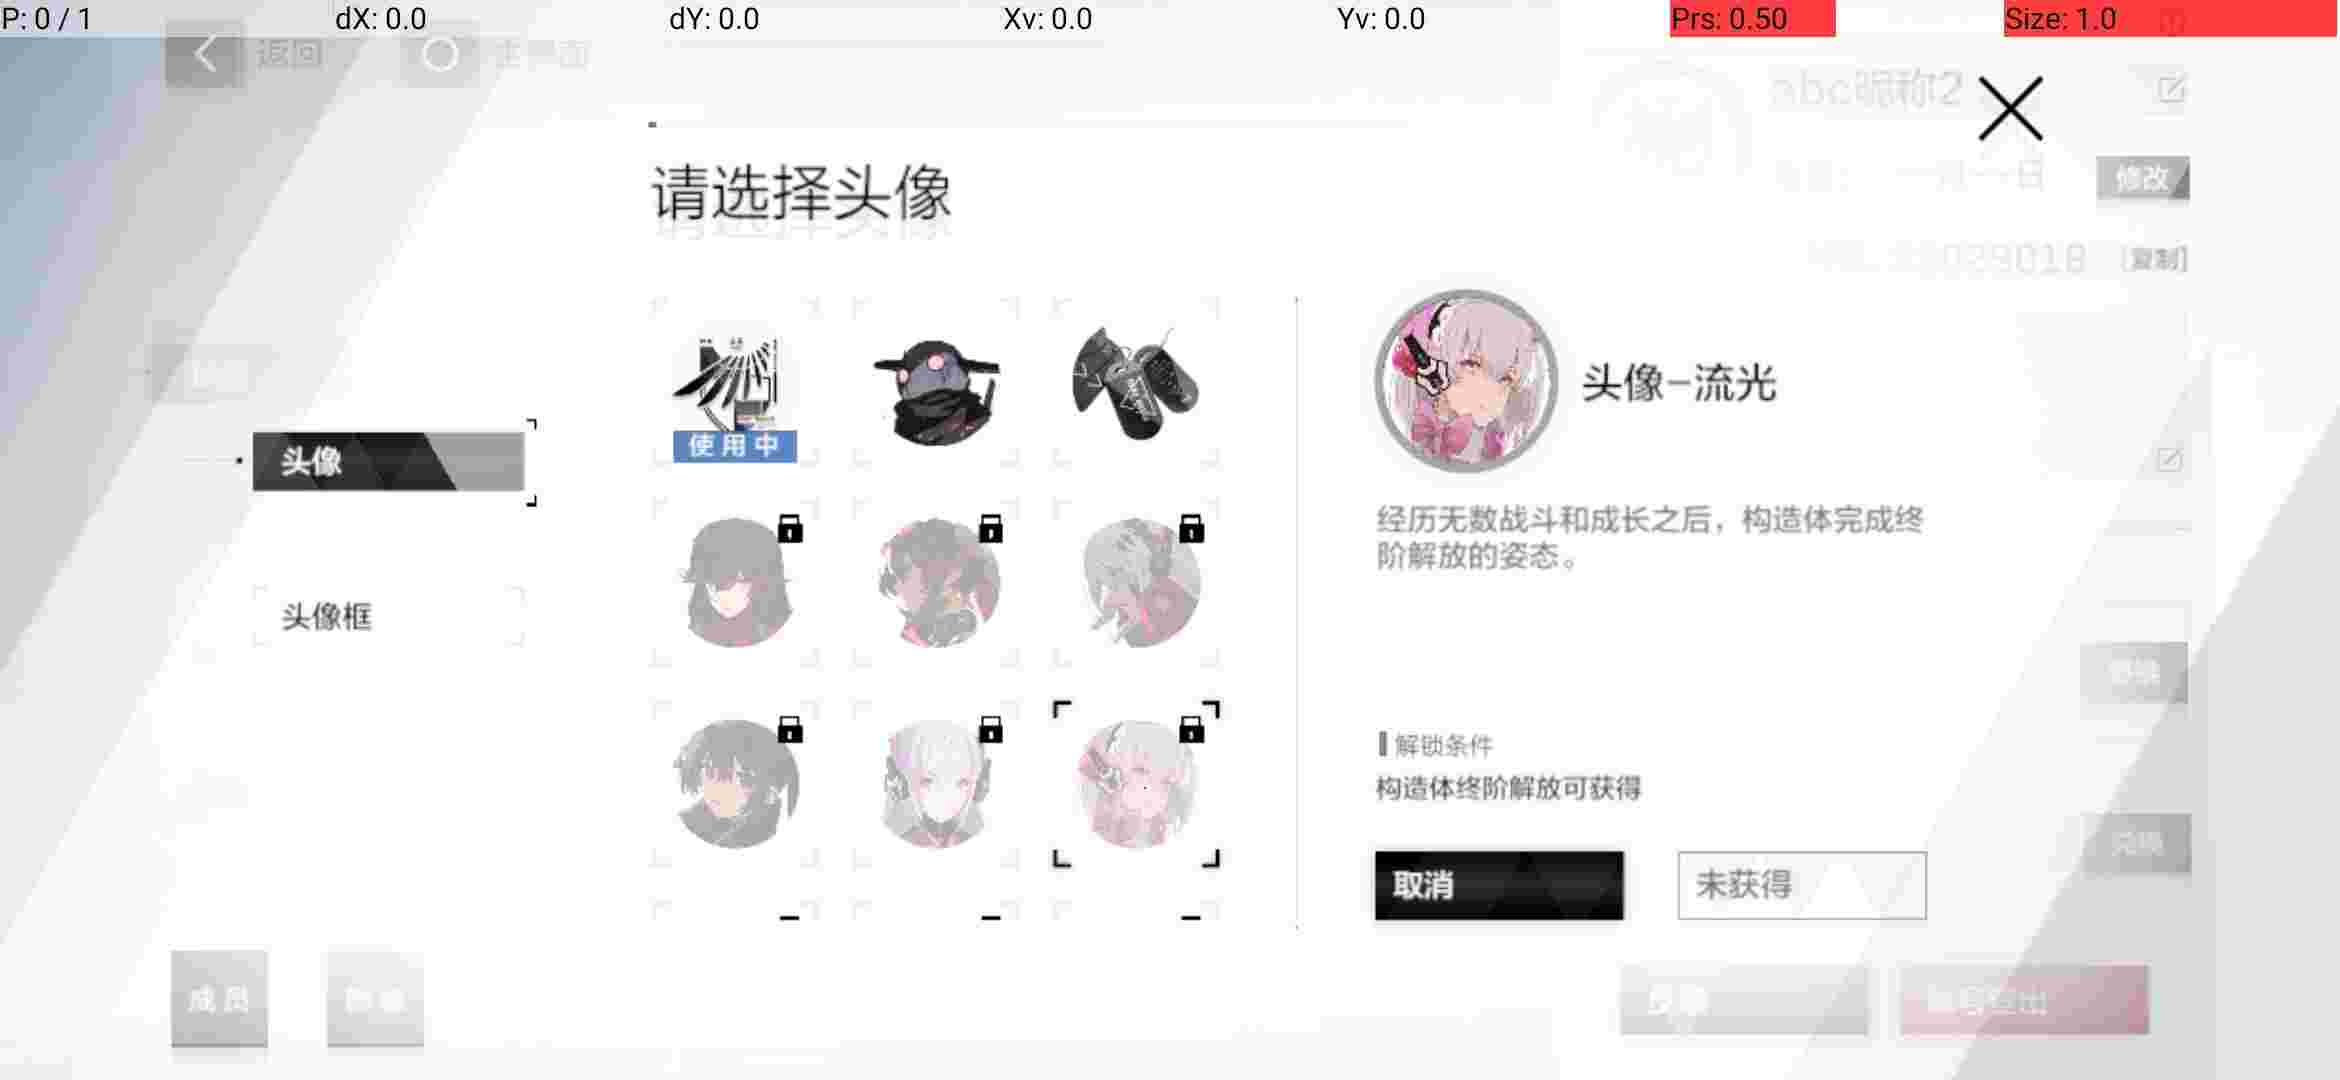 P: 0 / 1
dX: 0.0
dY: 0.0
Xv: 0.0
Yv: 0.0
Prs: 0.50
Size: 1.0
返回
主界面
abc昵称2
请选择头像
修改
[复制]
使用中
头像
头像框
头像-流光
经历无数战斗和成长之后，构造体完成终
阶解放的姿态。
解锁条件
构造体终阶解放可获得
取消
未获得
兑换
成员